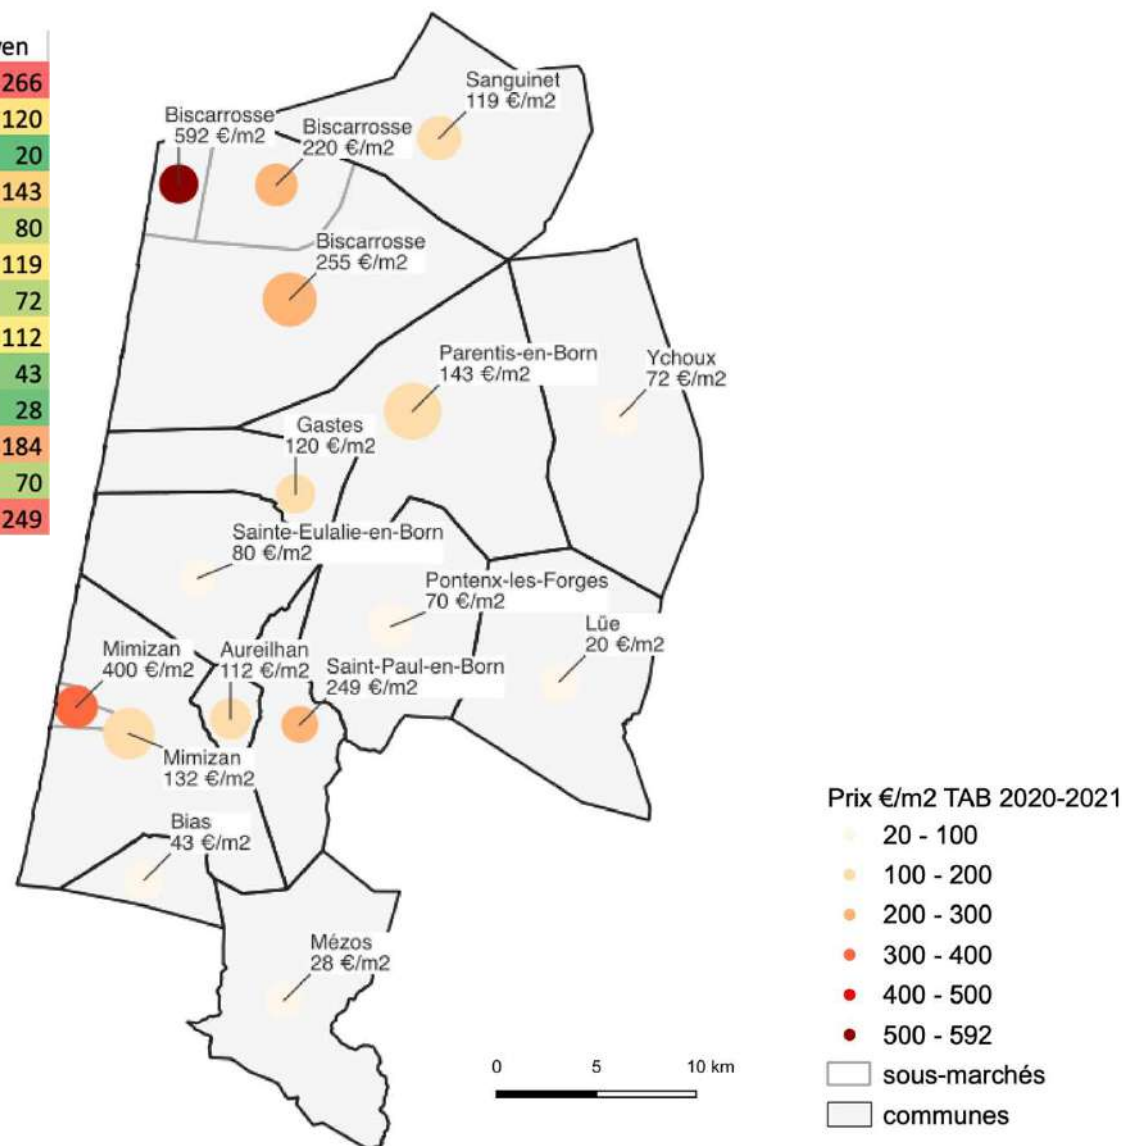 yen
266
120
20
143
80
119
72
112
43
28
184
70
249
Sanguinet
119 €/m2
Biscarrosse
592 €/m2
Biscarrosse
220 €/m2
Biscarrosse
255 €/m2
Parentis-en-Born
143 €/m2
Ychoux
72 €/m2
Gastes
120 €/m2
Sainte-Eulalie-en-Born
80 €/m2
Pontenx-les-Forges
70 €/m2
Lüe
20 €/m2
Mimizan
400 €/m2
Aureilhan
112 €/m2
Saint-Paul-en-Born
249 €/m2
Mimizan
132 €/m2
Bias
43 €/m2
Mézos
28 €/m2
0 5 10 km
Prix €/m2 TAB 2020-2021
20 - 100
100 - 200
200 - 300
300 - 400
400 - 500
500 - 592
sous-marchés
communes